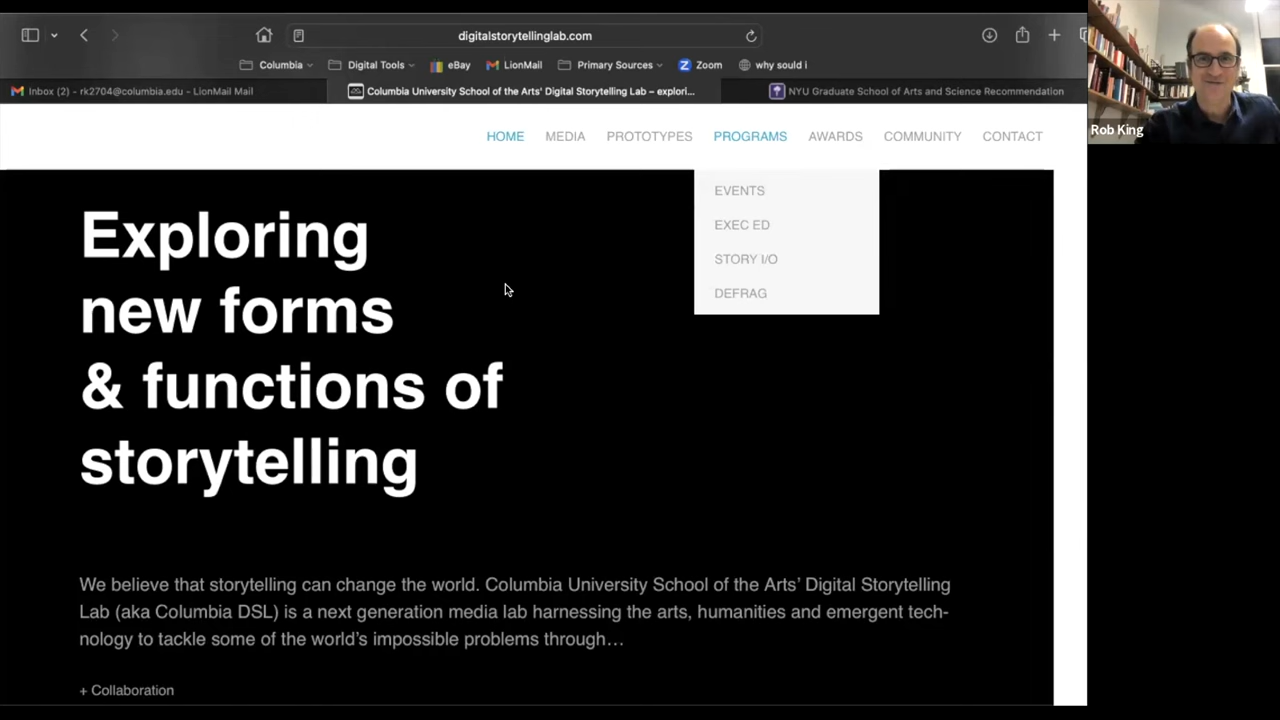 digitalstorytellinglab.com
Columbia
Digital Tools
eBay
LionMail
Primary Sources
Zoom
why sould i
Inbox (2) - rk2704@columbia.edu - LionMail Mail
Columbia University School of the Arts' Digital Storytelling Lab – explori...
NYU Graduate School of Arts and Science Recommendation
Rob King
HOME
MEDIA
PROTOTYPES
PROGRAMS
AWARDS
COMMUNITY
CONTACT
EVENTS
EXEC ED
STORY I/O
DEFRAG
Exploring
new forms
& functions of
storytelling
We believe that storytelling can change the world. Columbia University School of the Arts’ Digital Storytelling
Lab (aka Columbia DSL) is a next generation media lab harnessing the arts, humanities and emergent tech-
nology to tackle some of the world’s impossible problems through…
+ Collaboration